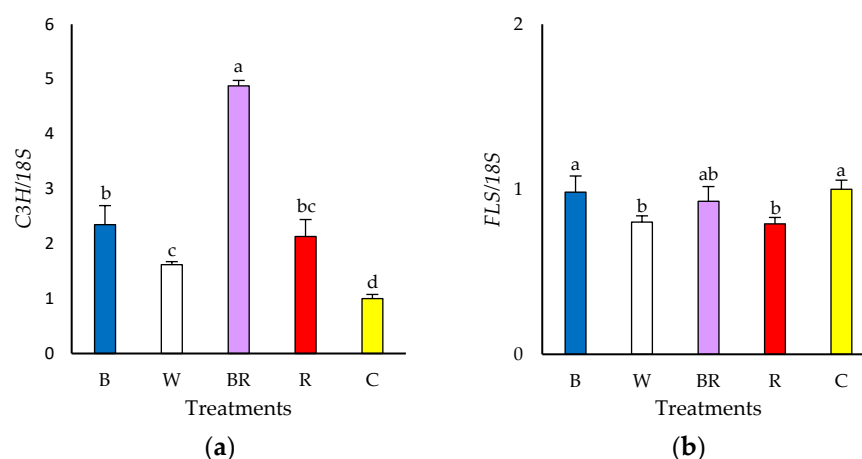 C3H/18S
6
5
4
3
2
1
0
b
c
a
bc
d
B W BR R C
Treatments
(a)
FLS/18S
2
1
0
a
b
ab
b
a
B W BR R C
Treatments
(b)